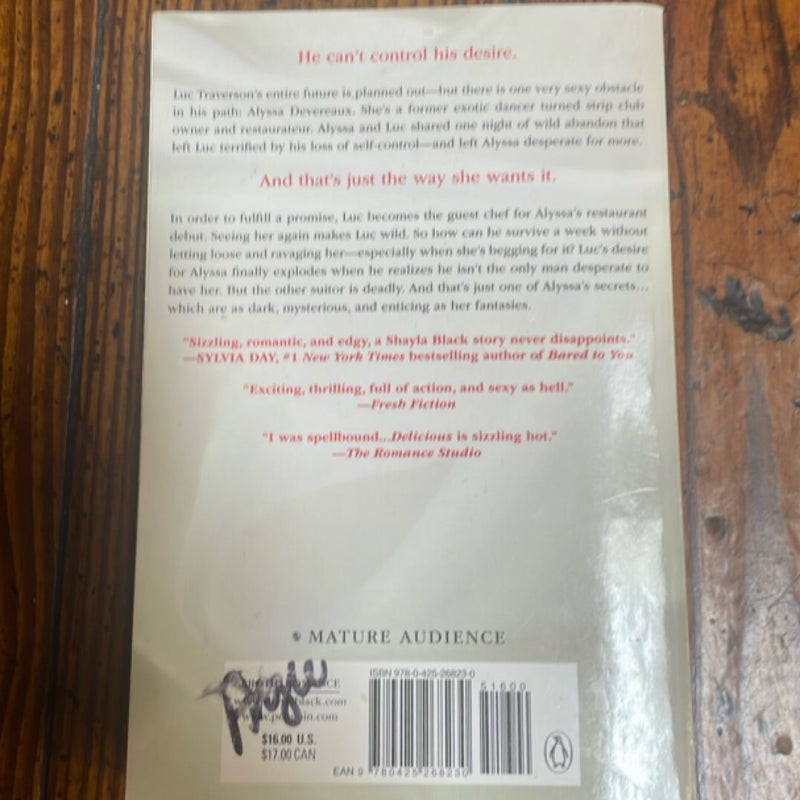 He can't control his desire.
Luc Traverson's entire future is planned out—but there is one very sexy obstacle
in his path: Alyssa Devereaux. She's a former exotic dancer turned strip club
owner and restaurateur. Alyssa and Luc shared one night of wild abandon that
left Luc terrified by his loss of self-control—and left Alyssa desperate for more.
And that's just the way she wants it.
In order to fulfill a promise, Luc becomes the guest chef for Alyssa's restaurant
debut. Seeing her again makes Luc wild. So how can he survive a week without
letting loose and ravaging her—especially when she's begging for it? Luc's desire
for Alyssa finally explodes when he realizes he isn't the only man desperate to
have her. But the other suitor is deadly. And that's just one of Alyssa's secrets...
which are as dark, mysterious, and enticing as her fantasies.
"Sizzling, romantic, and edgy, a Shayla Black story never disappoints."
—SYLVIA DAY, #1 New York Times bestselling author of Bared to You
"Exciting, thrilling, full of action, and sexy as hell."
—Fresh Fiction
"I was spellbound...Delicious is sizzling hot."
—The Romance Studio
MATURE AUDIENCE
ISBN 978-0-425-26823-0
51600
$16.00 U.S.
$17.00 CAN
EAN 9 780425 268230